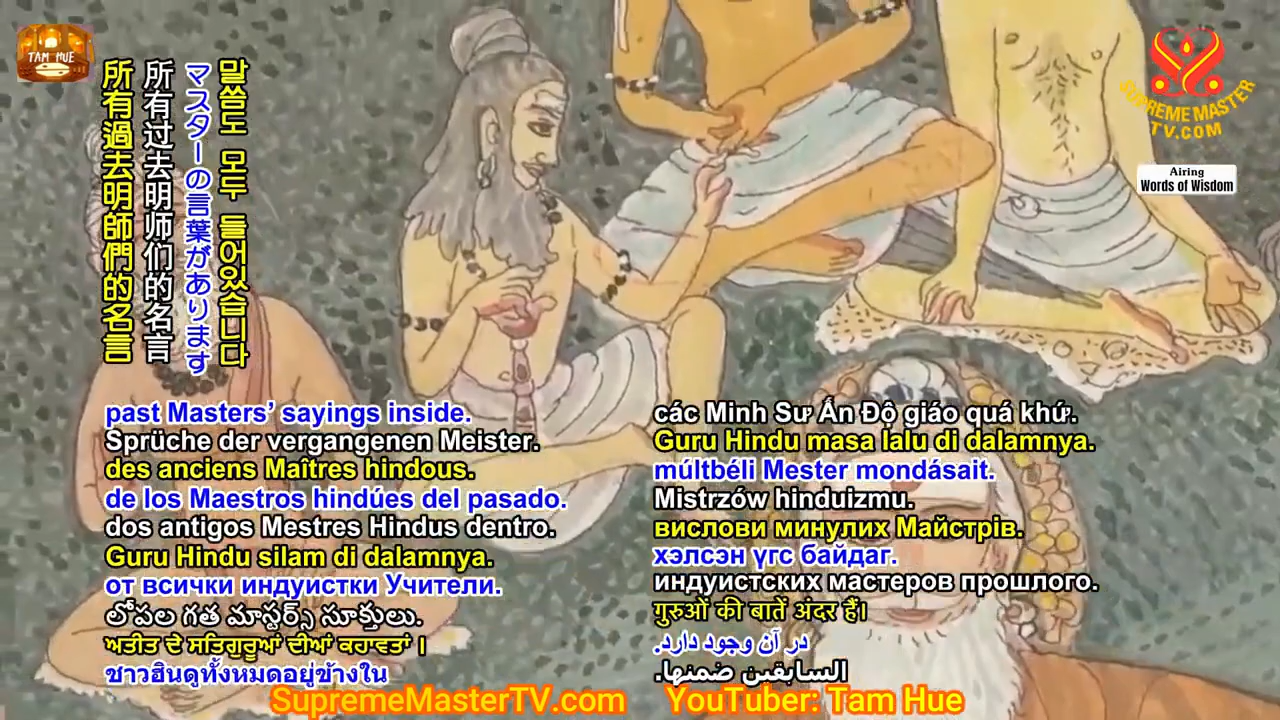 TAM HUE
SUPREME MASTER
TV.COM
Airing
Words of Wisdom
말씀도 모두 들어있습니다
マスターの言葉があります
所有过去明师们的名言
所有過去明師們的名言
past Masters’ sayings inside.
Sprüche der vergangenen Meister.
des anciens Maîtres hindous.
de los Maestros hindúes del pasado.
dos antigos Mestres Hindus dentro.
Guru Hindu silam di dalamnya.
от всички индуистки Учители.
లోపల గత మాస్టర్స్ సూక్తులు.
ਅਤੀਤ ਦੇ ਸਤਿਗੁਰੂਆਂ ਦੀਆਂ ਕਹਾਵਤਾਂ।
ชาวฮินดูทั้งหมดอยู่ข้างใน
các Minh Sư Ấn Độ giáo quá khứ.
Guru Hindu masa lalu di dalamnya.
múltbéli Mester mondásait.
Mistrzów hinduizmu.
вислови минулих Майстрів.
хэлсэн үгс байдаг.
индуистских мастеров прошлого.
गुरुओं की बातें अंदर हैं।
در آن وجود دارد.
السابقين ضمنها.
SupremeMasterTV.com YouTuber: Tam Hue